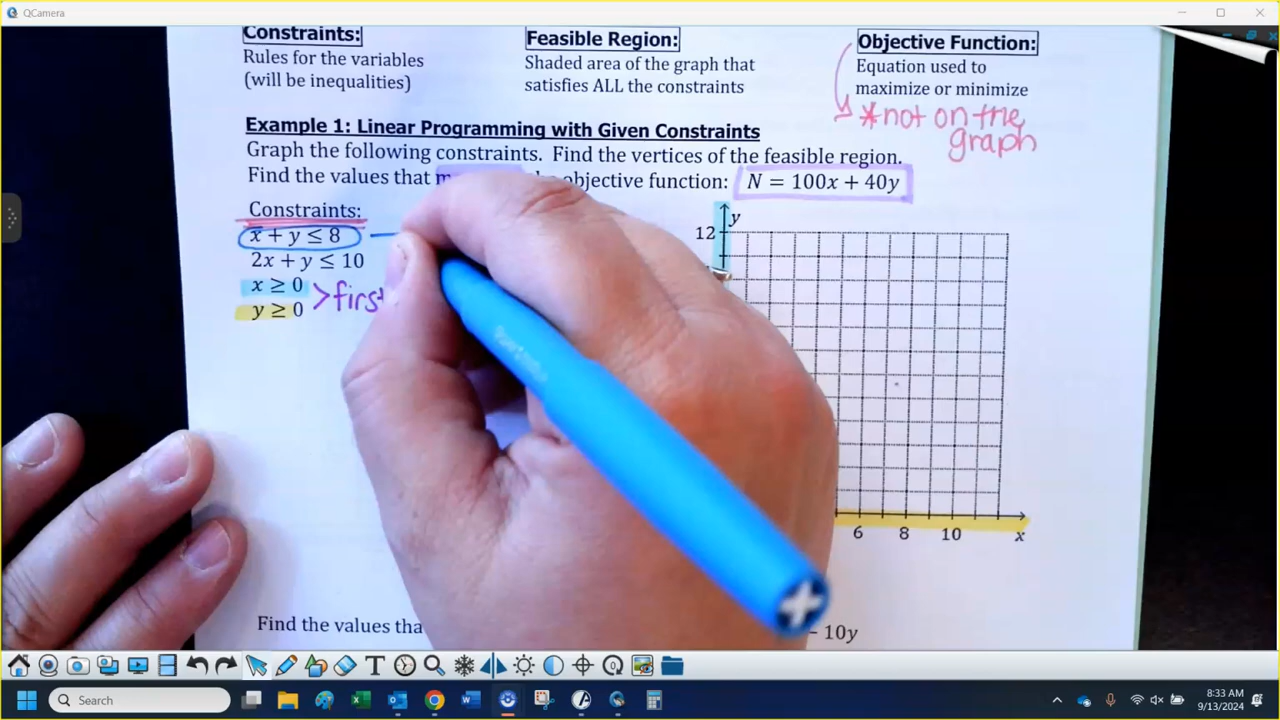 QCamera
Constraints:
Rules for the variables
(will be inequalities)
Feasible Region:
Shaded area of the graph that
satisfies ALL the constraints
Objective Function:
Equation used to
maximize or minimize
*not on the
graph
Example 1: Linear Programming with Given Constraints
Graph the following constraints. Find the vertices of the feasible region.
Find the values that objective function: N = 100x + 40y
Constraints:
x + y ≤ 8
2x + y ≤ 10
x ≥ 0
y ≥ 0
>first
y
12
6 8 10 x
Find the values tha
- 10y
Search
8:33 AM
9/13/2024